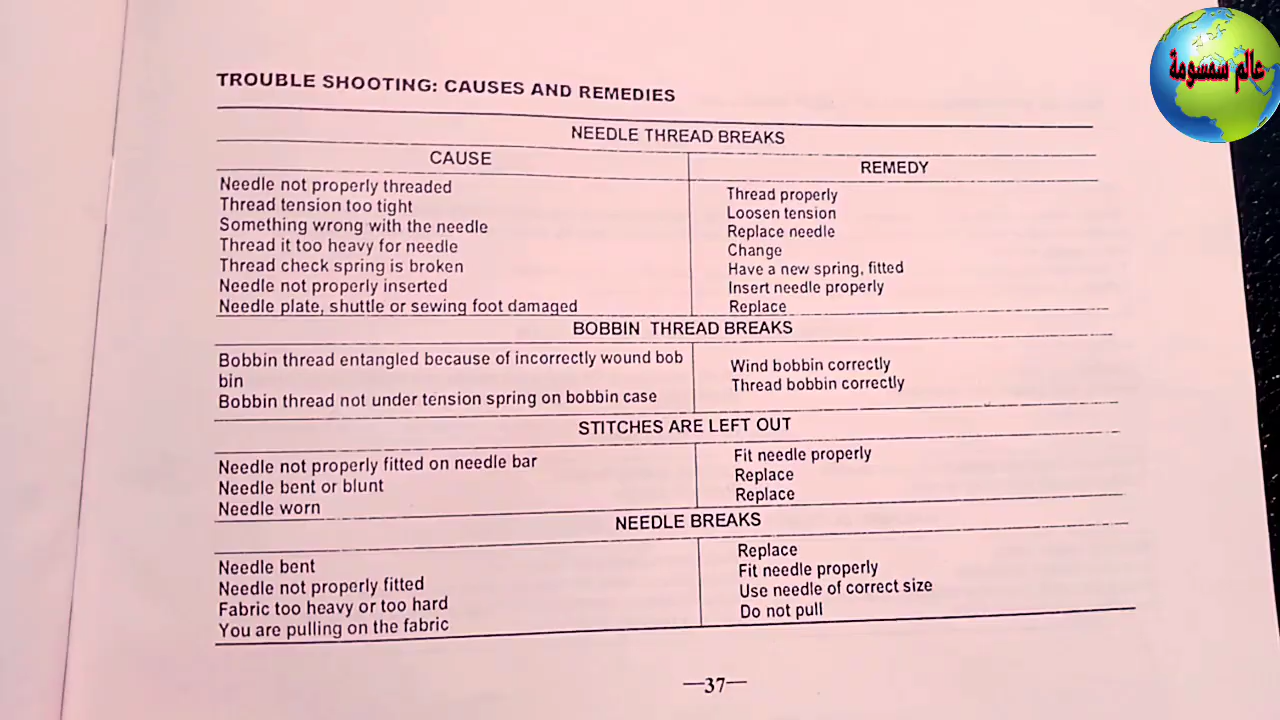 عالم سمسومة
TROUBLE SHOOTING: CAUSES AND REMEDIES
NEEDLE THREAD BREAKS
CAUSE
REMEDY
Needle not properly threaded
Thread properly
Thread tension too tight
Loosen tension
Something wrong with the needle
Replace needle
Thread it too heavy for needle
Change
Thread check spring is broken
Have a new spring, fitted
Needle not properly inserted
Insert needle properly
Needle plate, shuttle or sewing foot damaged
Replace
BOBBIN THREAD BREAKS
Bobbin thread entangled because of incorrectly wound bob
bin
Wind bobbin correctly
Bobbin thread not under tension spring on bobbin case
Thread bobbin correctly
STITCHES ARE LEFT OUT
Needle not properly fitted on needle bar
Fit needle properly
Needle bent or blunt
Replace
Needle worn
Replace
NEEDLE BREAKS
Needle bent
Replace
Needle not properly fitted
Fit needle properly
Fabric too heavy or too hard
Use needle of correct size
You are pulling on the fabric
Do not pull
—37—